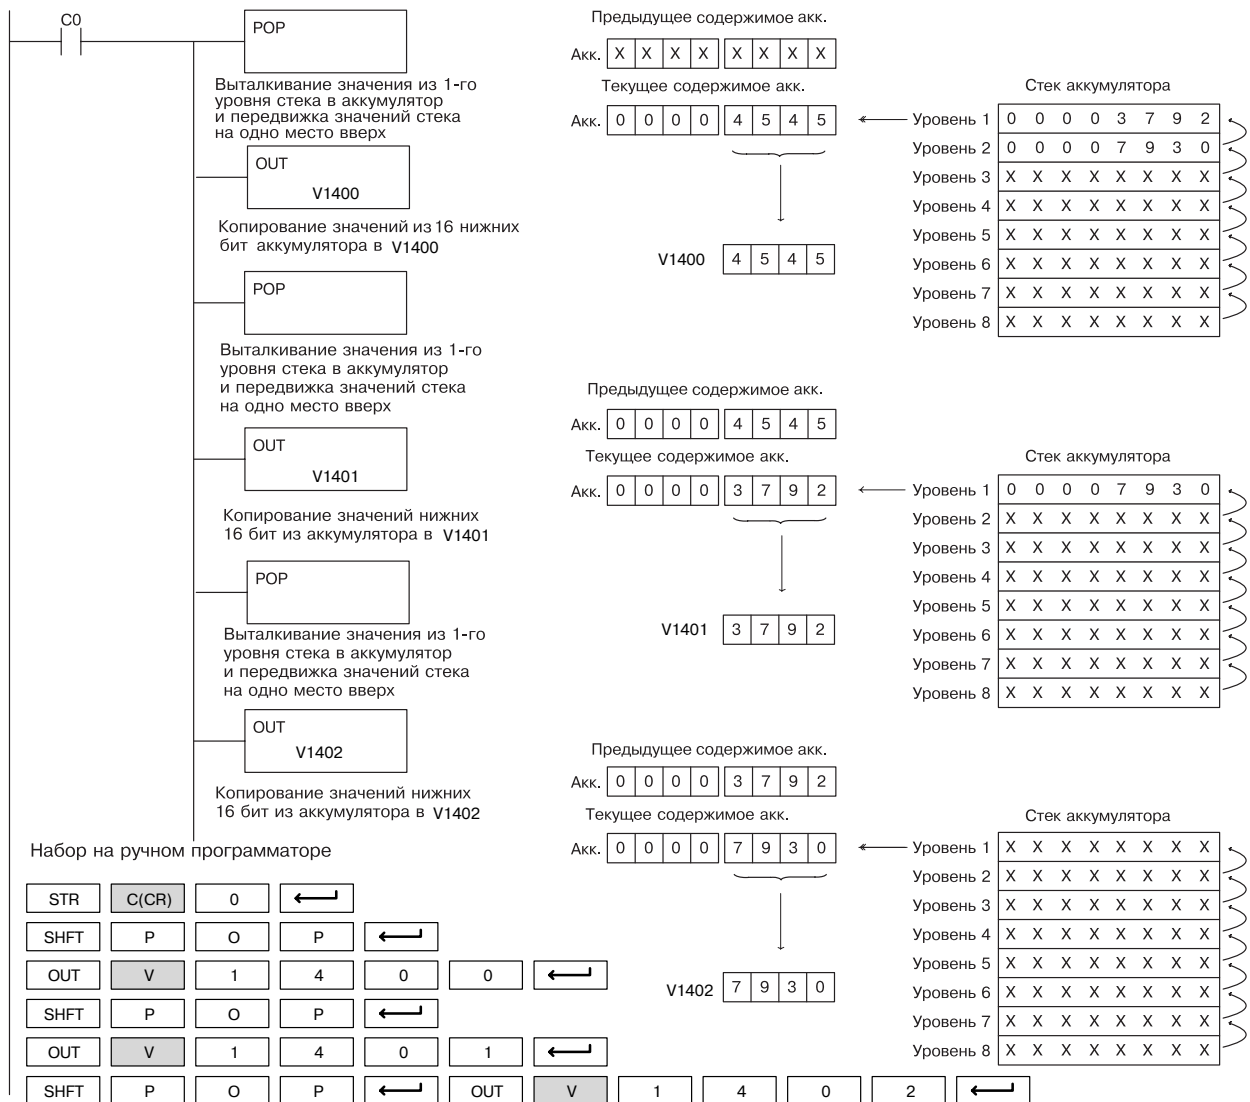 C0
POP
Выталкивание значения из 1-го
уровня стека в аккумулятор
и передвижка значений стека
на одно место вверх
OUT
V1400
Копирование значений из 16 нижних
бит аккумулятора в V1400
POP
Выталкивание значения из 1-го
уровня стека в аккумулятор
и передвижка значений стека
на одно место вверх
OUT
V1401
Копирование значений нижних
16 бит из аккумулятора в V1401
POP
Выталкивание значения из 1-го
уровня стека в аккумулятор
и передвижка значений стека
на одно место вверх
OUT
V1402
Копирование значений нижних
16 бит из аккумулятора в V1402
Предыдущее содержимое акк.
Акк. X X X X X X X X
Текущее содержимое акк.
Акк. 0 0 0 0 4 5 4 5
V1400 4 5 4 5
Стек аккумулятора
Уровень 1 0 0 0 0 3 7 9 2
Уровень 2 0 0 0 0 7 9 3 0
Уровень 3 X X X X X X X X
Уровень 4 X X X X X X X X
Уровень 5 X X X X X X X X
Уровень 6 X X X X X X X X
Уровень 7 X X X X X X X X
Уровень 8 X X X X X X X X
Предыдущее содержимое акк.
Акк. 0 0 0 0 4 5 4 5
Текущее содержимое акк.
Акк. 0 0 0 0 3 7 9 2
V1401 3 7 9 2
Стек аккумулятора
Уровень 1 0 0 0 0 7 9 3 0
Уровень 2 X X X X X X X X
Уровень 3 X X X X X X X X
Уровень 4 X X X X X X X X
Уровень 5 X X X X X X X X
Уровень 6 X X X X X X X X
Уровень 7 X X X X X X X X
Уровень 8 X X X X X X X X
Предыдущее содержимое акк.
Акк. 0 0 0 0 3 7 9 2
Текущее содержимое акк.
Акк. 0 0 0 0 7 9 3 0
V1402 7 9 3 0
Стек аккумулятора
Уровень 1 X X X X X X X X
Уровень 2 X X X X X X X X
Уровень 3 X X X X X X X X
Уровень 4 X X X X X X X X
Уровень 5 X X X X X X X X
Уровень 6 X X X X X X X X
Уровень 7 X X X X X X X X
Уровень 8 X X X X X X X X
Набор на ручном программаторе
STR C(CR) 0
SHFT P O P
OUT V 1 4 0 0
SHFT P O P
OUT V 1 4 0 1
SHFT P O P OUT V 1 4 0 2